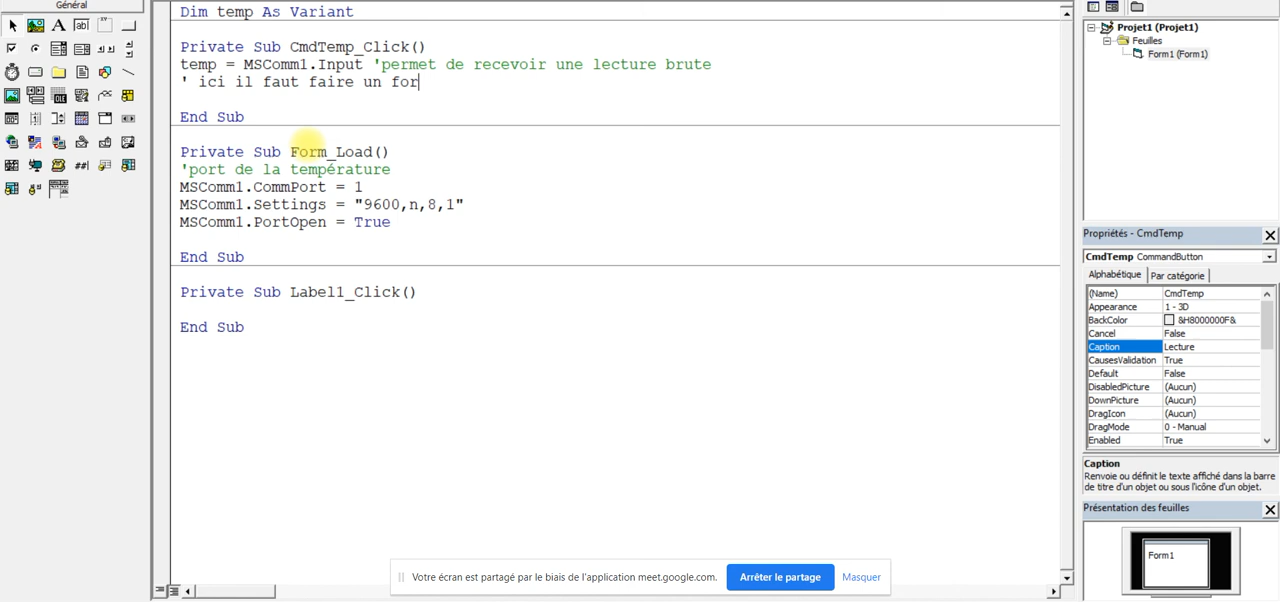 Général
Dim temp As Variant
Private Sub CmdTemp_Click()
temp = MSComm1.Input 'permet de recevoir une lecture brute
' ici il faut faire un for
End Sub
Private Sub Form_Load()
'port de la température
MSComm1.CommPort = 1
MSComm1.Settings = "9600,n,8,1"
MSComm1.PortOpen = True
End Sub
Private Sub Label1_Click()
End Sub
Projet1 (Projet1)
Feuilles
Form1 (Form1)
Propriétés - CmdTemp
CmdTemp CommandButton
Alphabétique Par catégorie
(Name) CmdTemp
Appearance 1 - 3D
BackColor &H8000000F&
Cancel False
Caption Lecture
CausesValidation True
Default False
DisabledPicture (Aucun)
DownPicture (Aucun)
DragIcon (Aucun)
DragMode 0 - Manual
Enabled True
Caption
Renvoie ou définit le texte affiché dans la barre
de titre d'un objet ou sous l'icône d'un objet.
Présentation des feuilles
Form1
Votre écran est partagé par le biais de l'application meet.google.com.
Arrêter le partage
Masquer